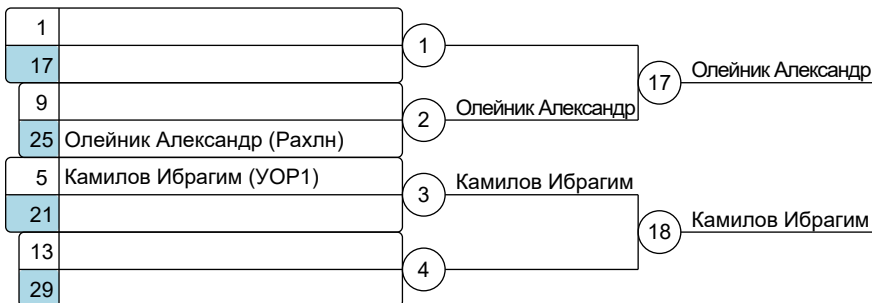 1
17
1
9
25 Олейник Александр (Рахлн)
2 Олейник Александр
17 Олейник Александр
5 Камилов Ибрагим (УОР1)
21
3 Камилов Ибрагим
13
29
4
18 Камилов Ибрагим